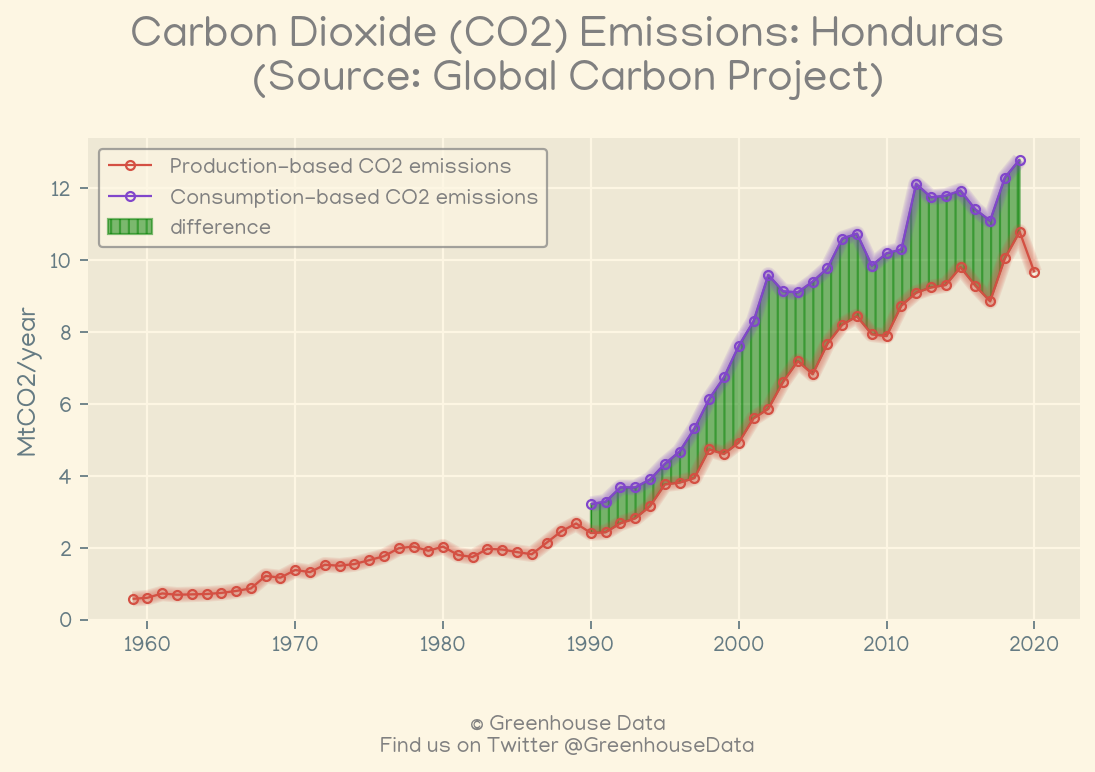 Carbon Dioxide (CO2) Emissions: Honduras
(Source: Global Carbon Project)
Production-based CO2 emissions
Consumption-based CO2 emissions
difference
MtCO2/year
12
10
8
6
4
2
0
1960 1970 1980 1990 2000 2010 2020
© Greenhouse Data
Find us on Twitter @GreenhouseData